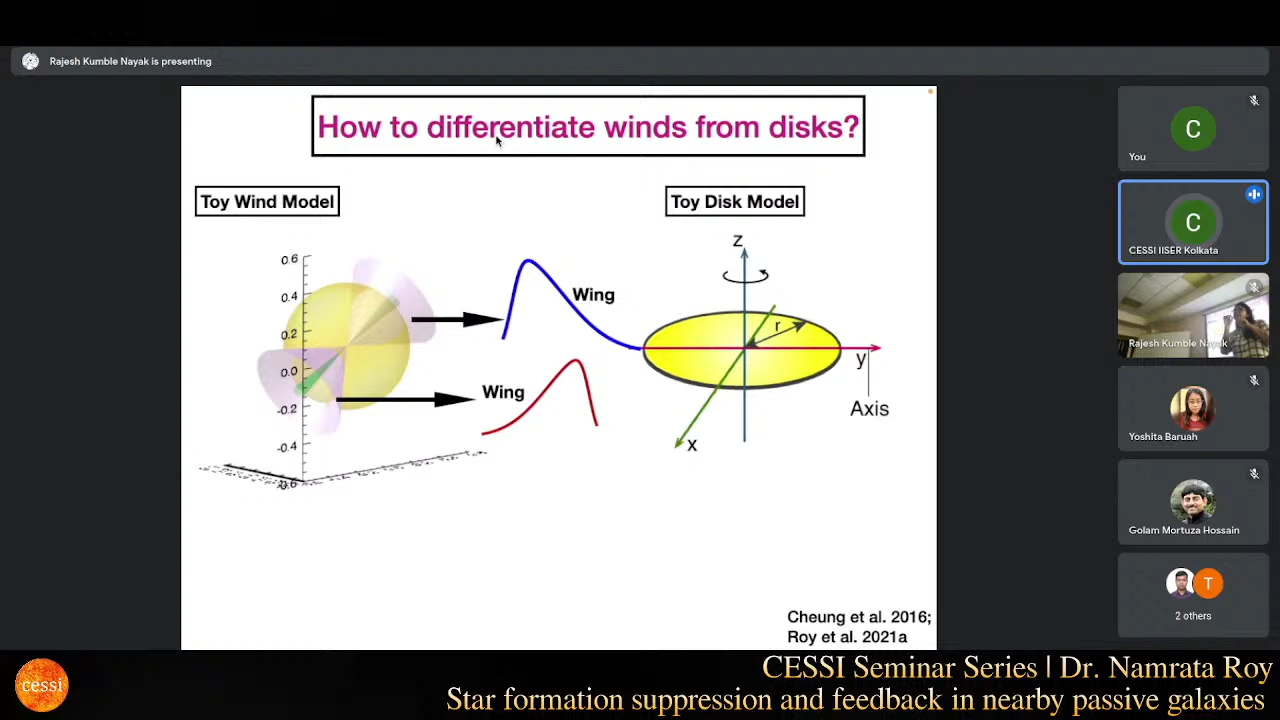 Rajesh Kumble Nayak is presenting
How to differentiate winds from disks?
Toy Wind Model
Toy Disk Model
0.6
0.4
0.2
0.0
-0.2
-0.4
Wing
Wing
z
r
y
Axis
x
Cheung et al. 2016;
Roy et al. 2021a
C
You
C
CESSI IISER Kolkata
Rajesh Kumble Nayak
Yoshita Baruah
Golam Mortuza Hossain
T
2 others
cessi
CESSI Seminar Series | Dr. Namrata Roy
Star formation suppression and feedback in nearby passive galaxies